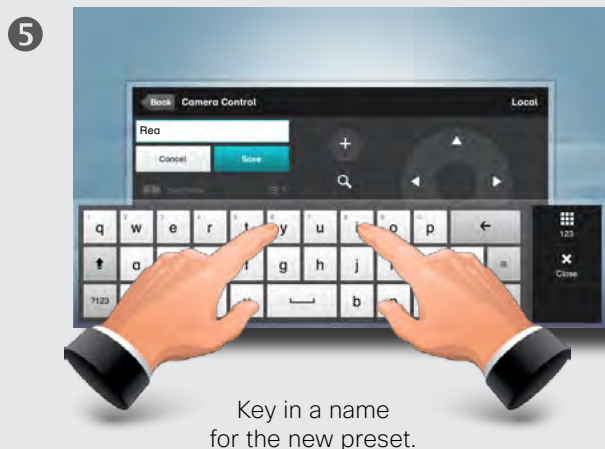 5
Back Camera Control Local
Rea
Cancel Save
q w e r t y u i o p
123
a f g h j
Close
?123 v b n
Key in a name
for the new preset.